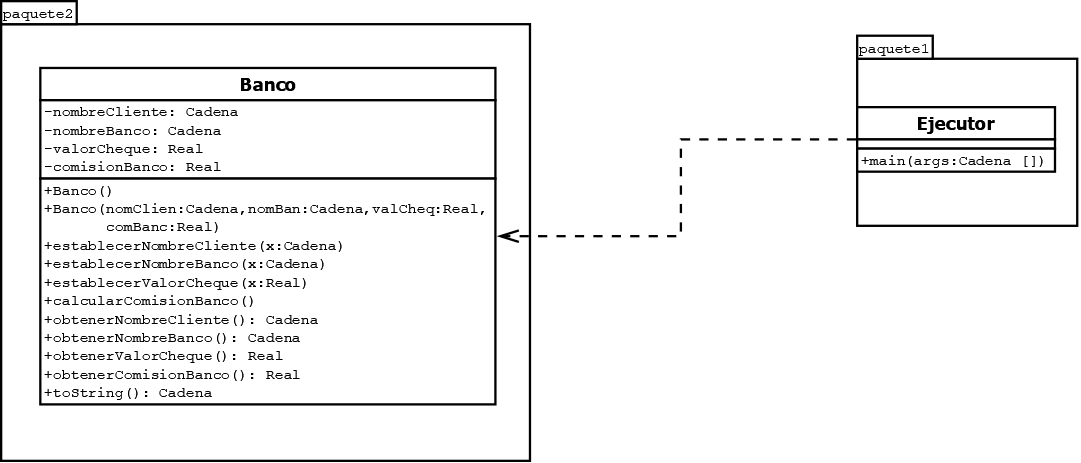 paquete2
Banco
-nombreCliente: Cadena
-nombreBanco: Cadena
-valorCheque: Real
-comisionBanco: Real
+Banco()
+Banco(nomClien:Cadena,nomBan:Cadena,valCheq:Real,
comBanc:Real)
+establecerNombreCliente(x:Cadena)
+establecerNombreBanco(x:Cadena)
+establecerValorCheque(x:Real)
+calcularComisionBanco()
+obtenerNombreCliente(): Cadena
+obtenerNombreBanco(): Cadena
+obtenerValorCheque(): Real
+obtenerComisionBanco(): Real
+toString(): Cadena
paquete1
Ejecutor
+main(args:Cadena [])